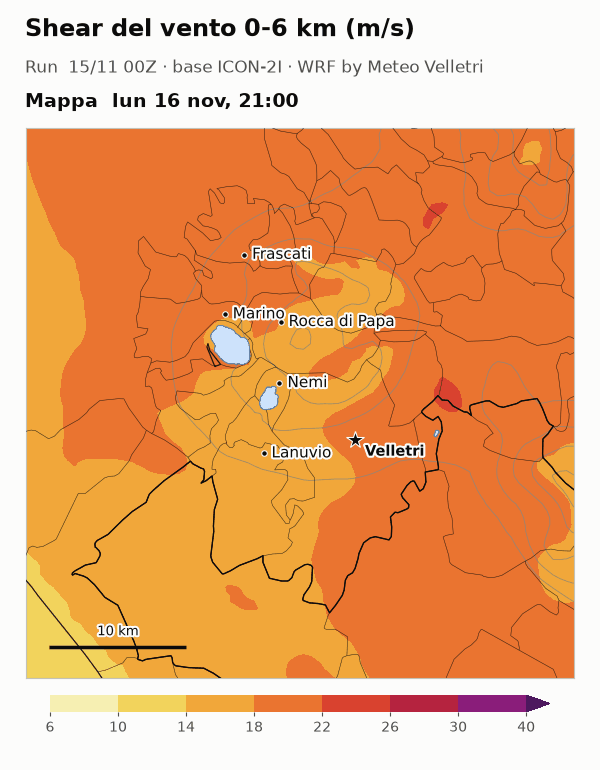 Shear del vento 0-6 km (m/s)
Run  15/11 00Z · base ICON-2I · WRF by Meteo Velletri
Mappa  lun 16 nov, 21:00
Frascati
Marino
Rocca di Papa
Nemi
Velletri
Lanuvio
10 km
6 10 14 18 22 26 30 40